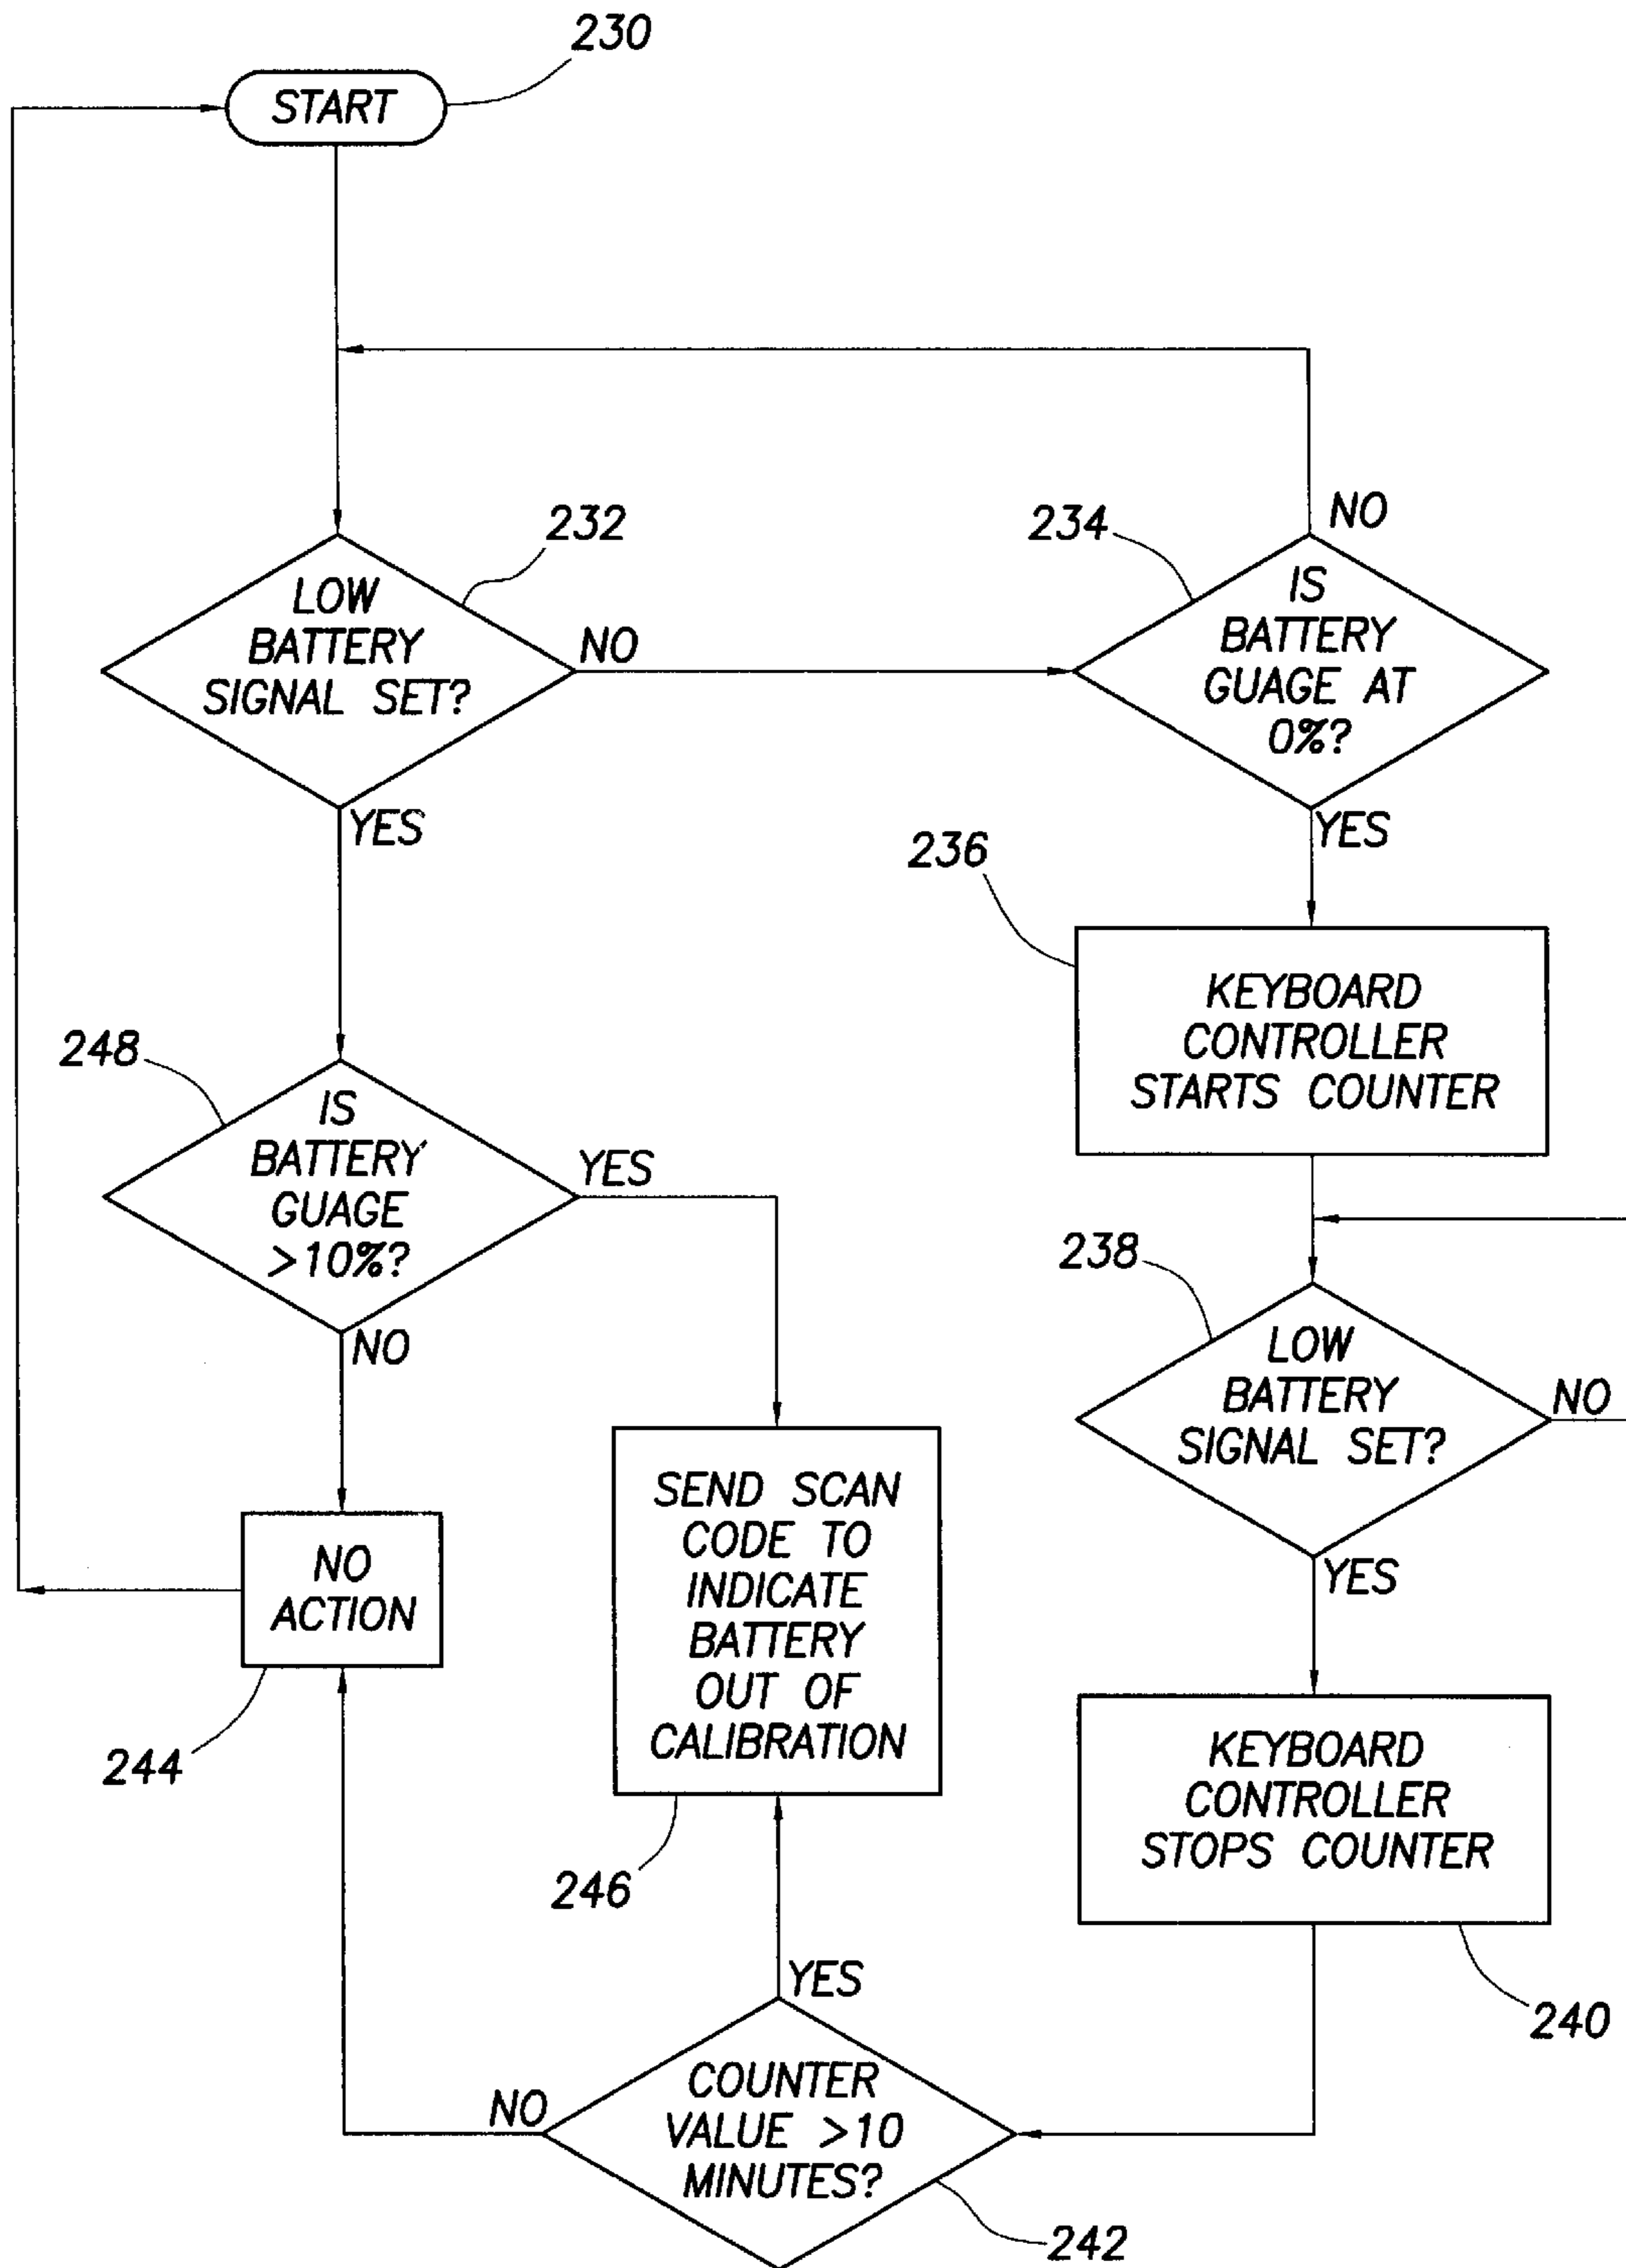 230
START
232
LOW
BATTERY
SIGNAL SET?
NO
YES
234
NO
IS
BATTERY
GUAGE AT
0%?
YES
236
KEYBOARD
CONTROLLER
STARTS COUNTER
248
IS
BATTERY
GUAGE
>10%?
YES
NO
238
LOW
BATTERY
SIGNAL SET?
NO
YES
NO
ACTION
244
SEND SCAN
CODE TO
INDICATE
BATTERY
OUT OF
CALIBRATION
246
KEYBOARD
CONTROLLER
STOPS COUNTER
240
YES
NO
COUNTER
VALUE >10
MINUTES?
242